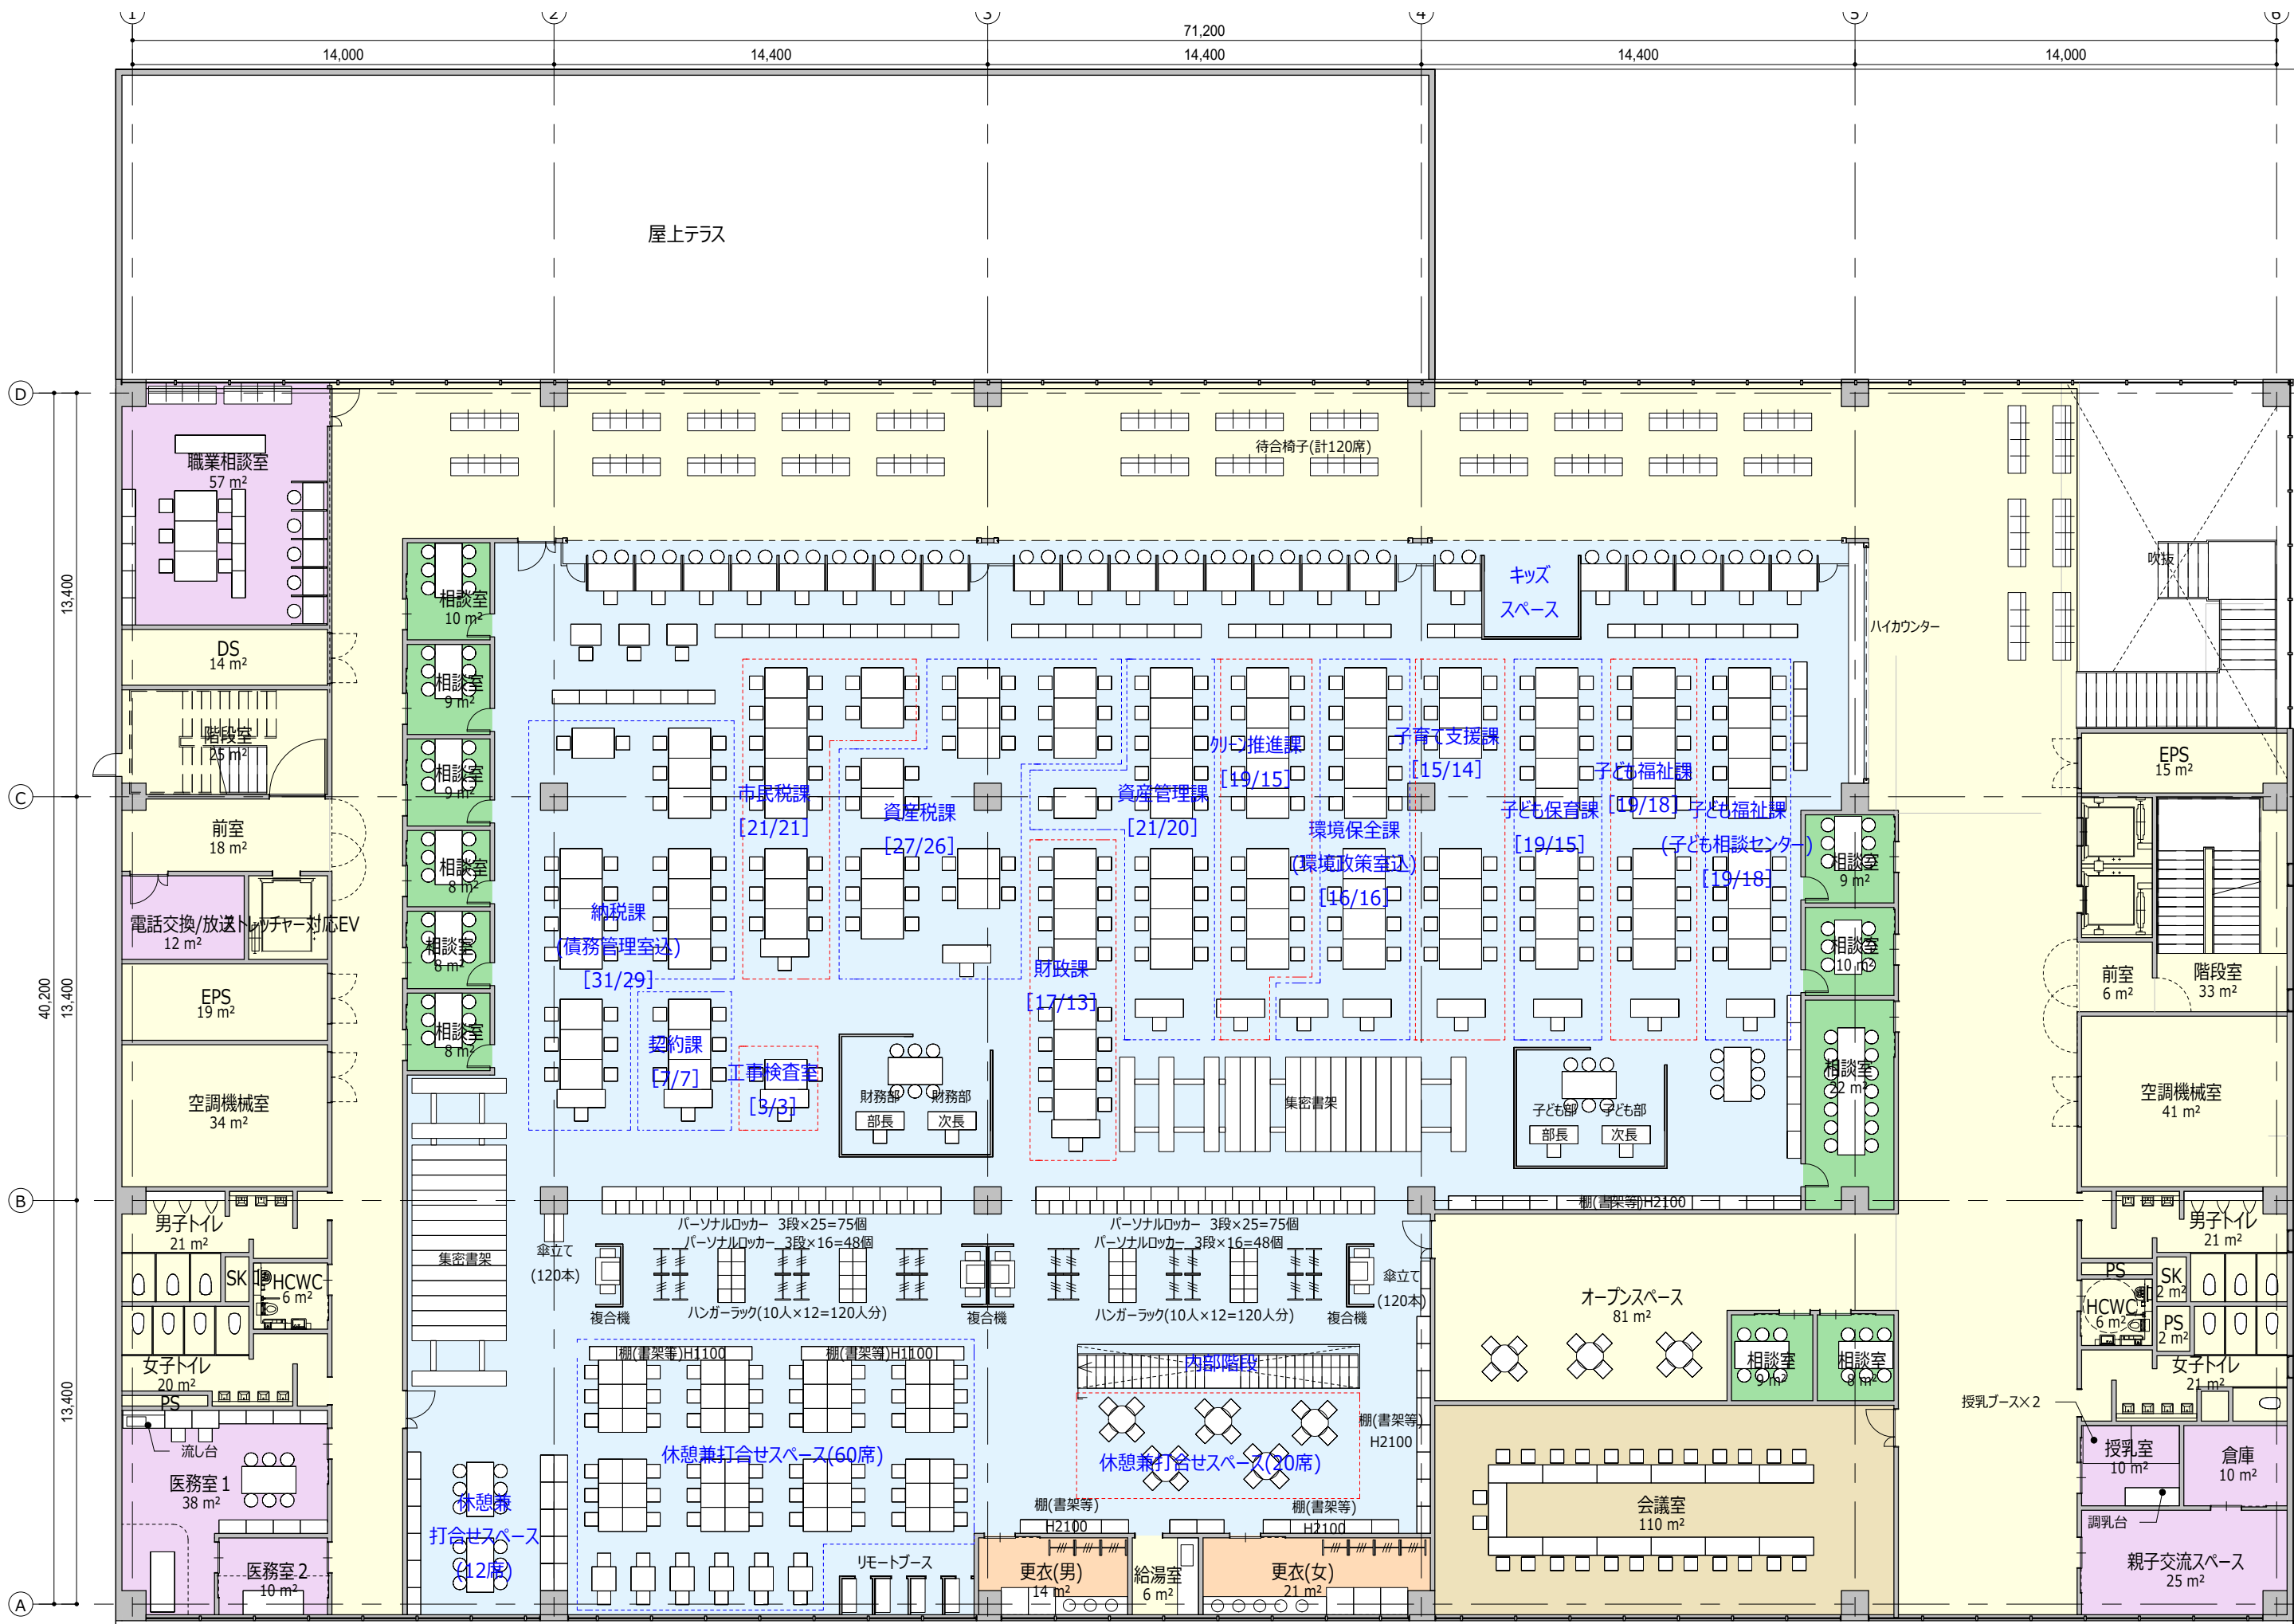 1
2
3
4
5
6
71,200
14,000
14,400
14,400
14,400
14,000
屋上テラス
D
待合椅子(計120席)
職業相談室
57 m²
13,400
キッズ
スペース
吹抜
相談室
10 m²
ハイカウンター
DS
14 m²
相談室
9 m²
階段室
25 m²
子育て支援課
[15/14]
クリーン推進課
[19/15]
EPS
15 m²
相談室
9 m²
子ども福祉課
[19/18]
C
市民税課
[21/21]
資産税課
[27/26]
資産管理課
[21/20]
子ども保育課
[19/15]
子ども福祉課
(子ども相談センター)
[19/18]
前室
18 m²
環境保全課
(環境政策室込)
[16/16]
相談室
8 m²
相談室
9 m²
電話交換/放送
12 m²
ストレッチャー対応EV
納税課
(債務管理室込)
[31/29]
相談室
8 m²
相談室
10 m²
財政課
[17/13]
前室
6 m²
階段室
33 m²
40,200
13,400
EPS
19 m²
相談室
8 m²
契約課
[7/7]
工事検査室
[3/3]
相談室
22 m²
空調機械室
34 m²
財務部
部長
財務部
次長
集密書架
子ども部
部長
子ども部
次長
空調機械室
41 m²
B
棚(書架等)H2100
男子トイレ
21 m²
パーソナルロッカー 3段×25=75個
パーソナルロッカー 3段×16=48個
パーソナルロッカー 3段×25=75個
パーソナルロッカー 3段×16=48個
男子トイレ
21 m²
集密書架
傘立て
(120本)
傘立て
(120本)
SK
HCWC
6 m²
PS
SK
2 m²
HCWC
6 m²
PS
2 m²
複合機
ハンガーラック(10人×12=120人分)
複合機
ハンガーラック(10人×12=120人分)
複合機
オープンスペース
81 m²
棚(書架等)H1100
棚(書架等)H1100
内部階段
相談室
9 m²
相談室
8 m²
女子トイレ
20 m²
PS
女子トイレ
21 m²
13,400
授乳ブース×2
棚(書架等)
H2100
流し台
休憩兼打合せスペース(60席)
休憩兼打合せスペース(20席)
授乳室
10 m²
倉庫
10 m²
医務室1
38 m²
休憩兼
打合せスペース
(12席)
棚(書架等)
H2100
棚(書架等)
H2100
会議室
110 m²
調乳台
医務室2
10 m²
リモートブース
更衣(男)
14 m²
給湯室
6 m²
更衣(女)
21 m²
親子交流スペース
25 m²
A